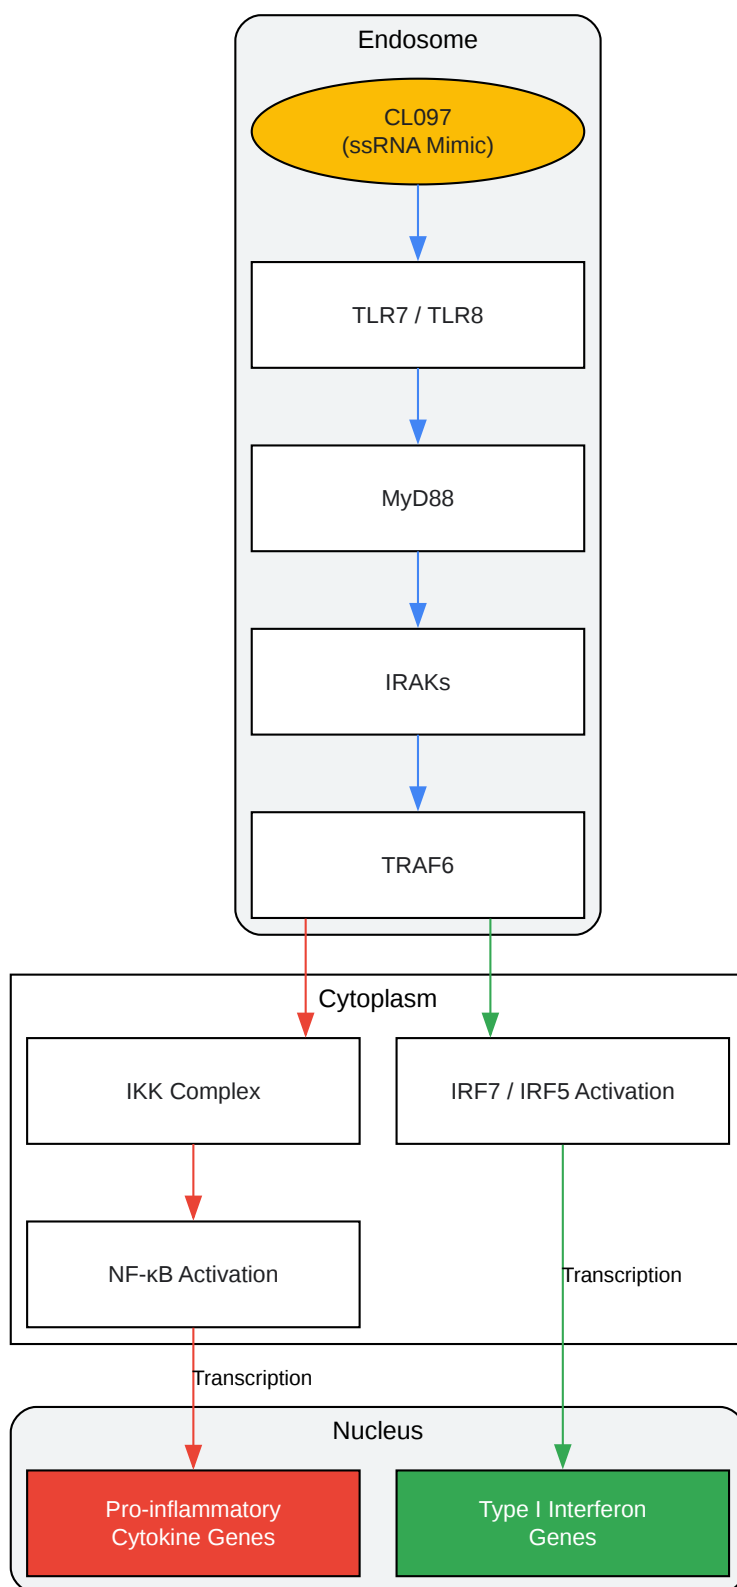 Endosome
CL097
(ssRNA Mimic)
TLR7 / TLR8
MyD88
IRAKs
TRAF6
Cytoplasm
IKK Complex
IRF7 / IRF5 Activation
NF-κB Activation
Transcription
Transcription
Nucleus
Pro-inflammatory
Cytokine Genes
Type I Interferon
Genes